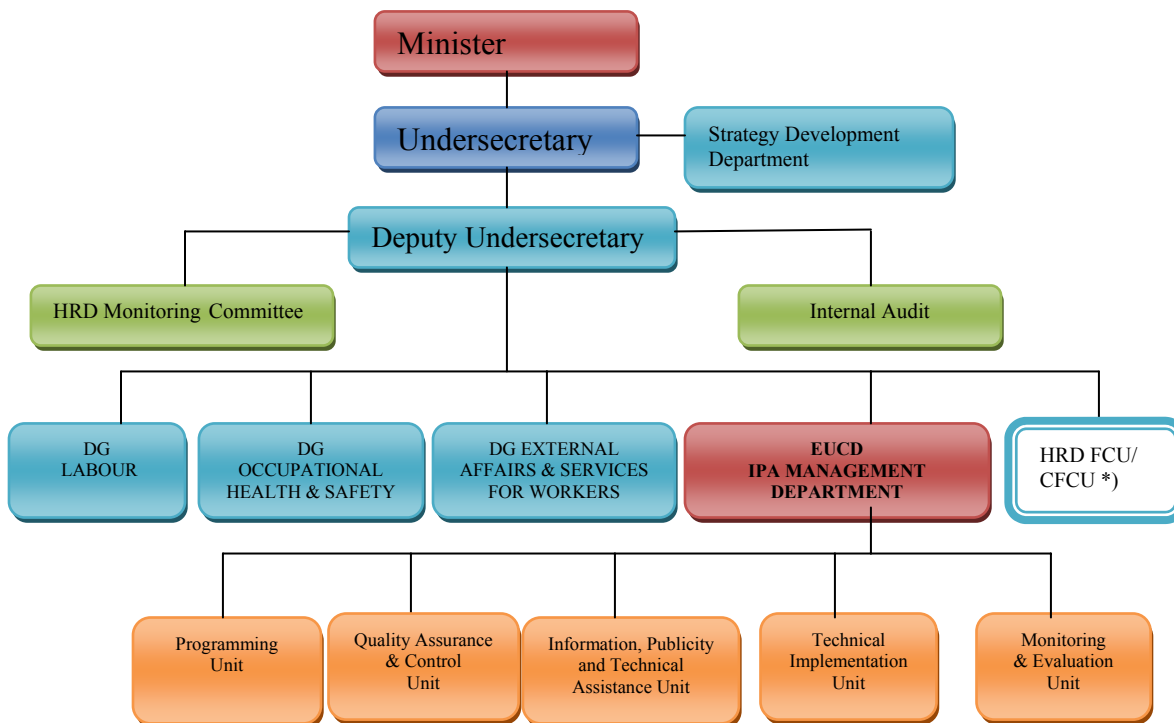 Minister
Undersecretary
Strategy Development
Department
Deputy Undersecretary
HRD Monitoring Committee
Internal Audit
DG
LABOUR
DG
OCCUPATIONAL
HEALTH & SAFETY
DG EXTERNAL
AFFAIRS & SERVICES
FOR WORKERS
EUCD
IPA MANAGEMENT
DEPARTMENT
HRD FCU/
CFCU *)
Programming
Unit
Quality Assurance
& Control
Unit
Information, Publicity
and Technical
Assistance Unit
Technical
Implementation
Unit
Monitoring
& Evaluation
Unit